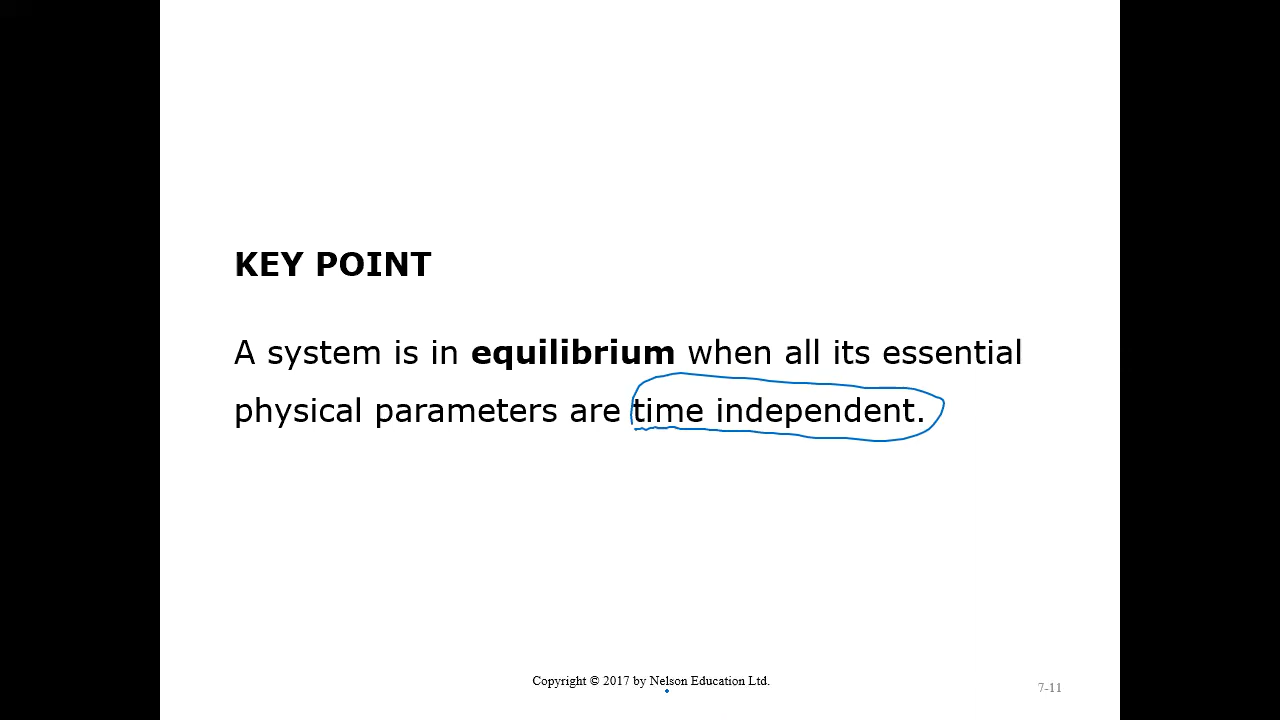 KEY POINT
A system is in equilibrium when all its essential
physical parameters are time independent.
Copyright © 2017 by Nelson Education Ltd.
7-11